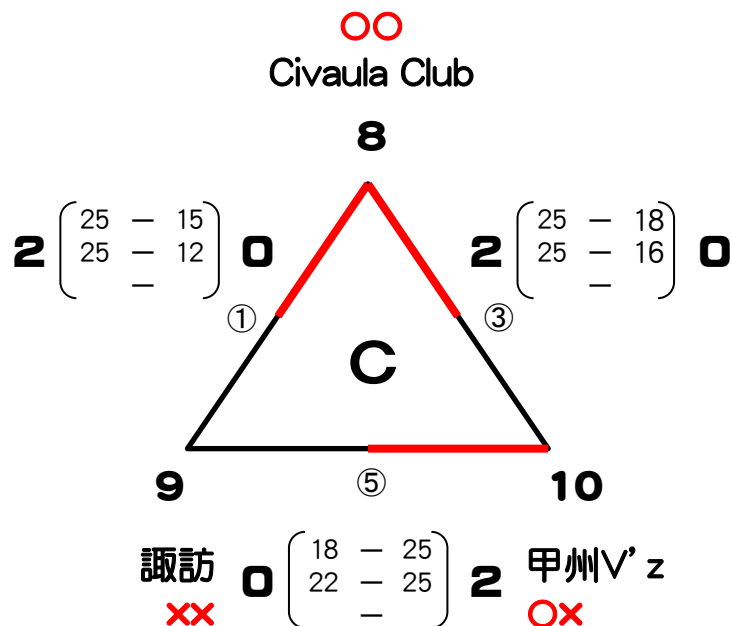 ○○
Civaula Club
8
2 25 － 15 0
25 － 12
－
2 25 － 18 0
25 － 16
－
① ③
C
9 ⑤ 10
諏訪 0 18 － 25 2 甲州V’z
22 － 25
－
×× ○×